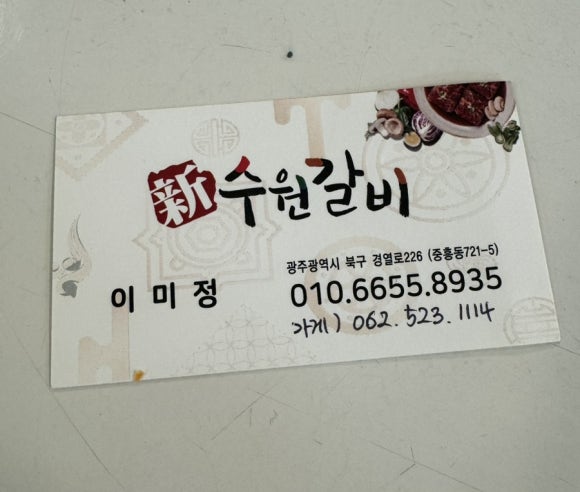 新 수원갈비
광주광역시 북구 경열로226 (중흥동721-5)
이미정 010.6655.8935
가게) 062.523.1114